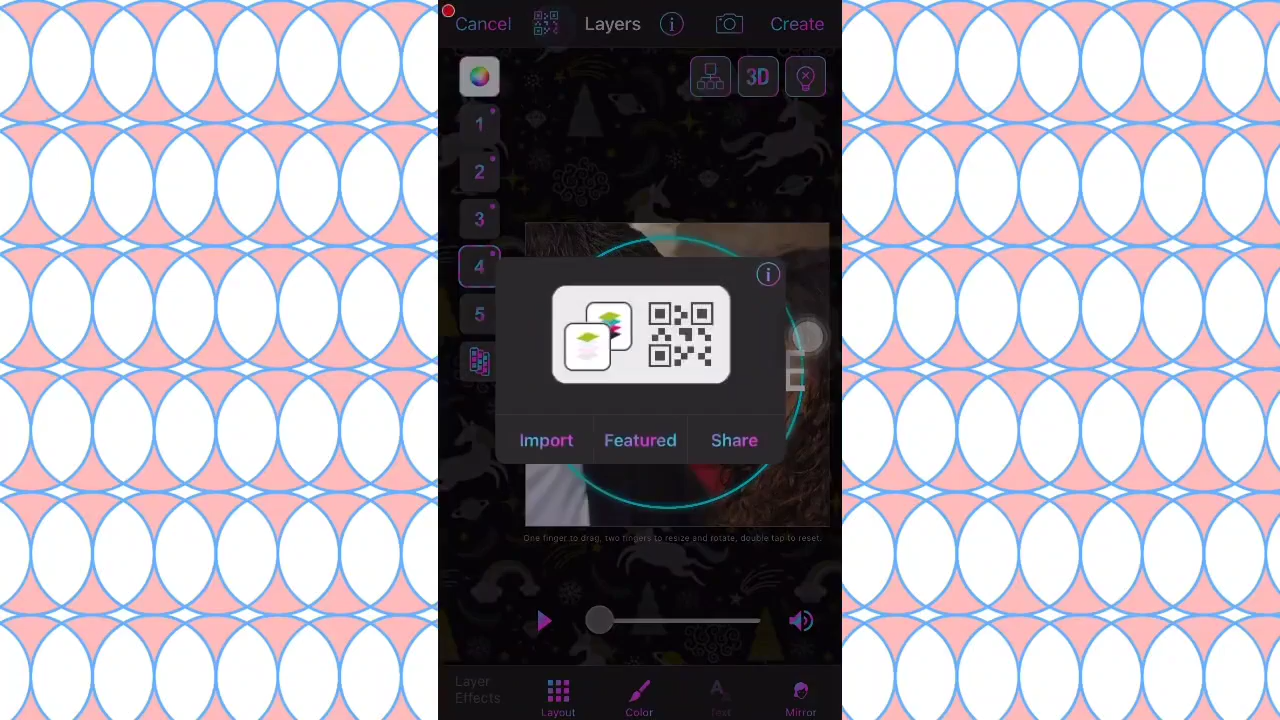 Cancel Layers Create
3D
1
2
3
4
5
Import Featured Share
One finger to drag, two fingers to resize and rotate, double tap to reset.
Layer
Effects
Layout Color Text Mirror